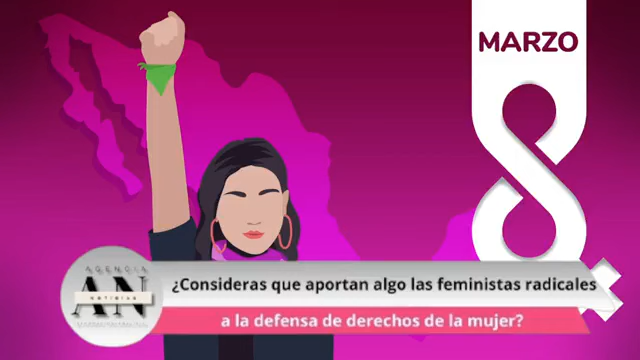 MARZO
8
AGENCIA
AN
NOTICIAS
¿Consideras que aportan algo las feministas radicales
a la defensa de derechos de la mujer?